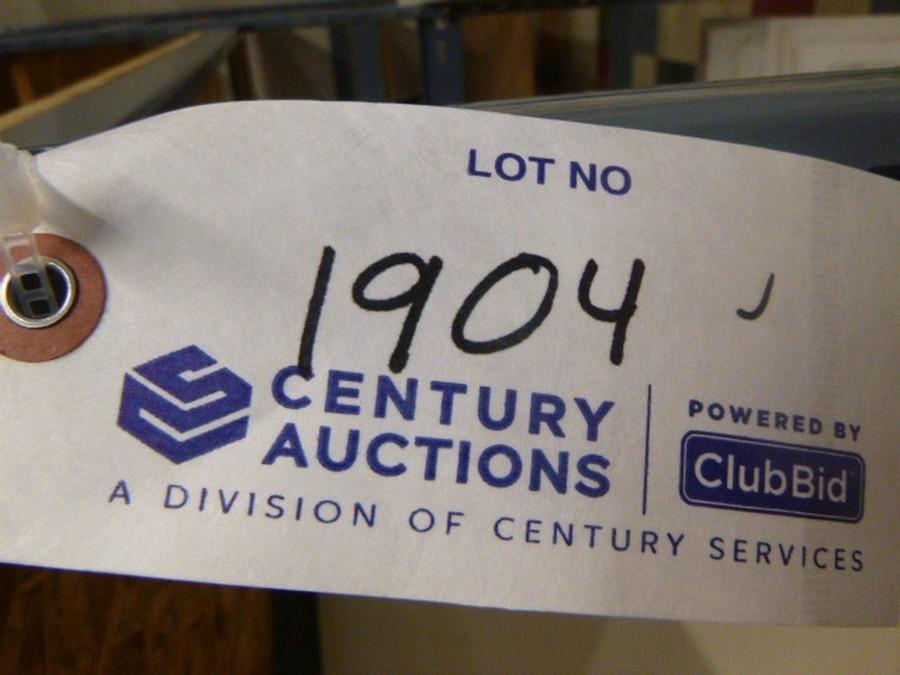 LOT NO
1904 J
CENTURY
AUCTIONS
A DIVISION OF CENTURY SERVICES
POWERED BY
ClubBid